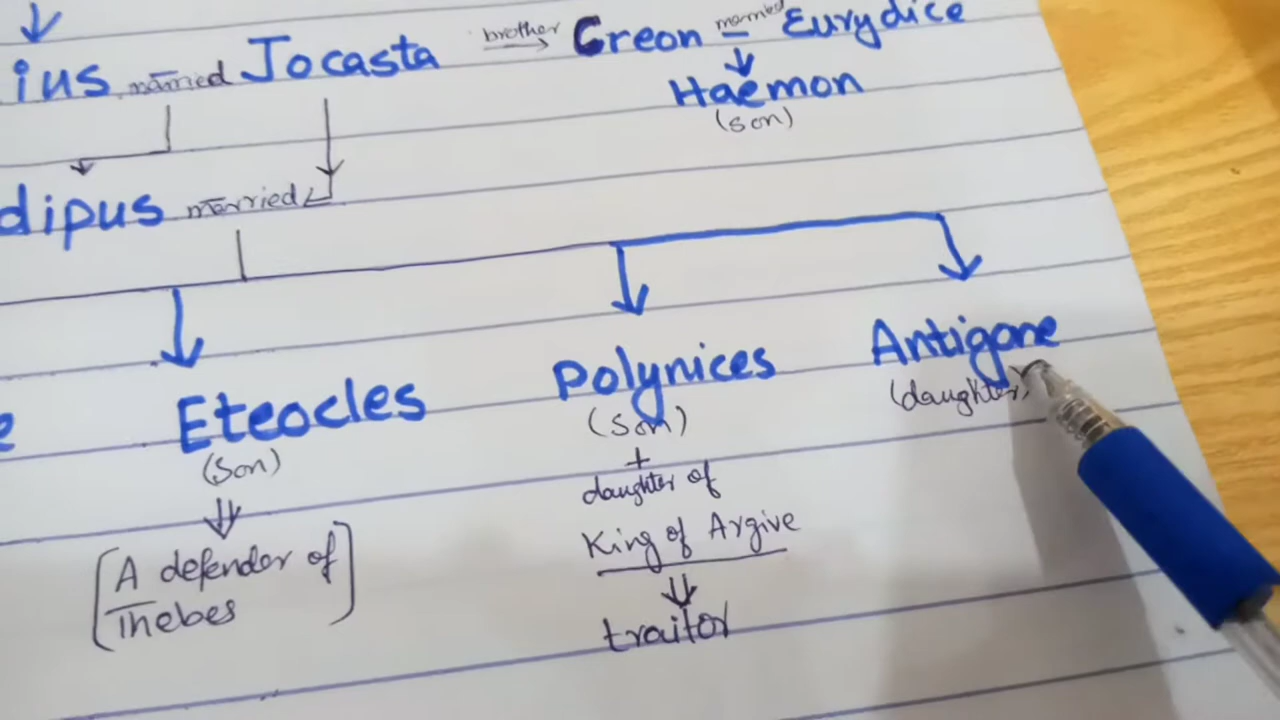 ius married Jocasta brother Creon married Eurydice
Haemon
(son)
dipus married
e Eteocles Polynices Antigone
(Son) (Son) (daughter)
+
daughter of
King of Argive
[A defender of Thebes]
traitor